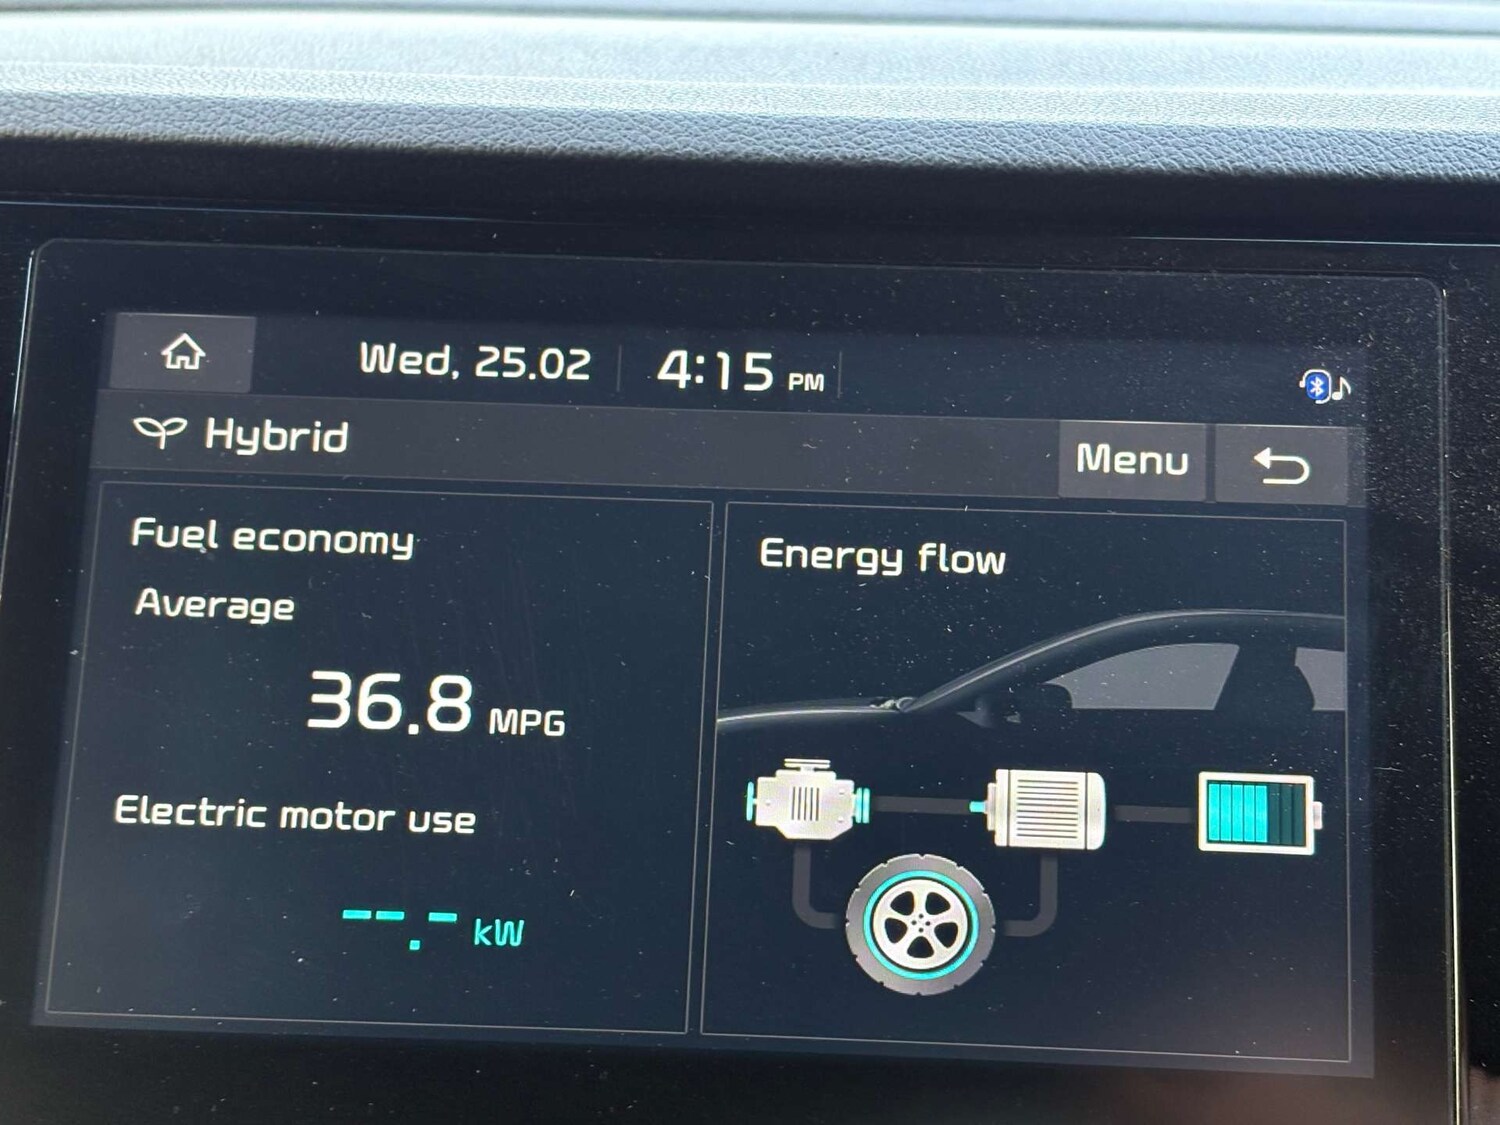 Wed, 25.02 4:15 PM
Hybrid
Menu
Fuel economy
Average
36.8 MPG
Electric motor use
--.- kW
Energy flow